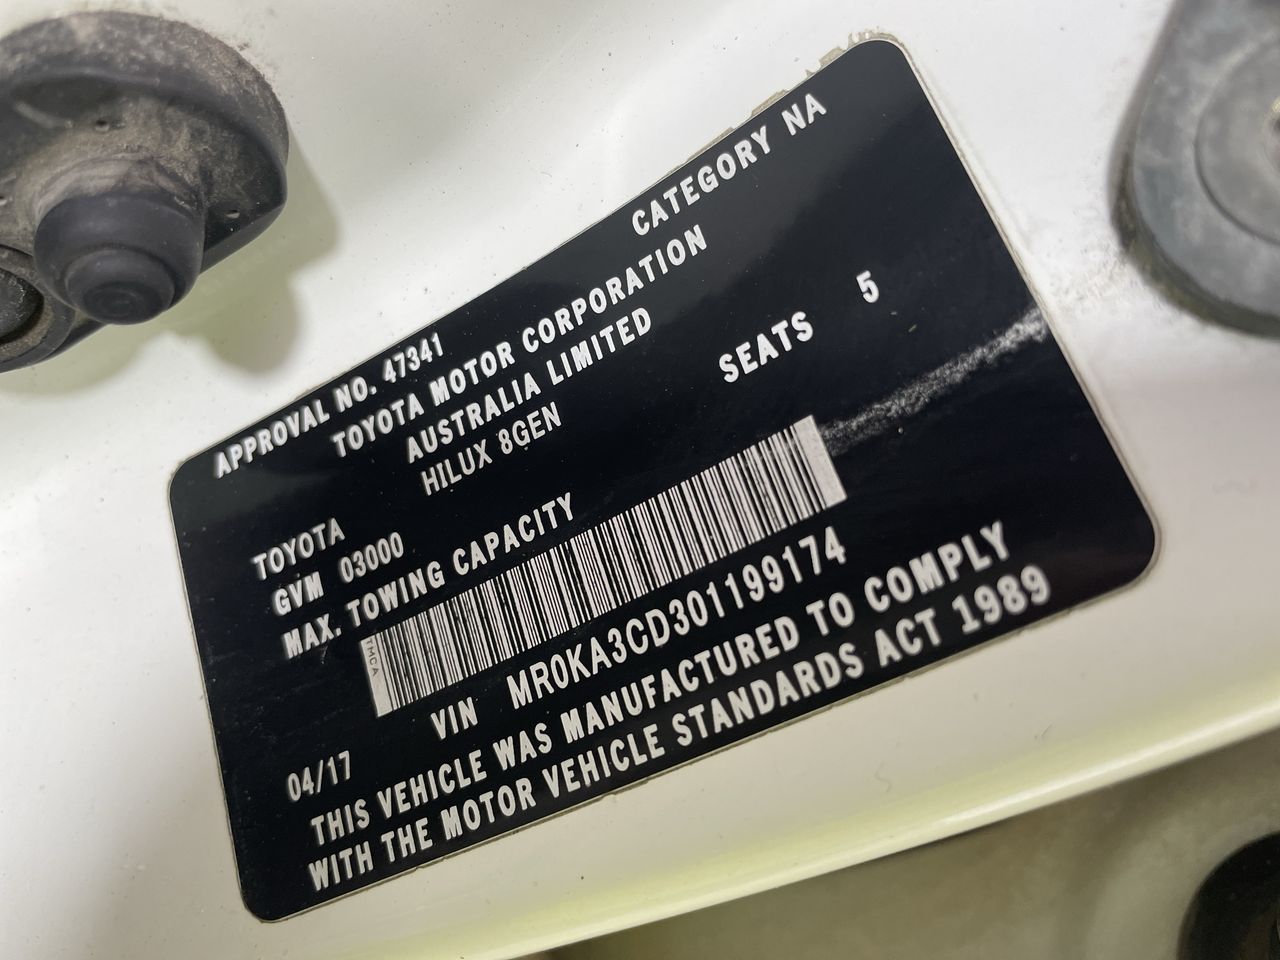 APPROVAL NO. 47341 CATEGORY NA
TOYOTA MOTOR CORPORATION
AUSTRALIA LIMITED
TOYOTA HILUX 8GEN SEATS 5
GVM 03000
MAX. TOWING CAPACITY
TMCA
04/17 VIN MR0KA3CD301199174
THIS VEHICLE WAS MANUFACTURED TO COMPLY
WITH THE MOTOR VEHICLE STANDARDS ACT 1989